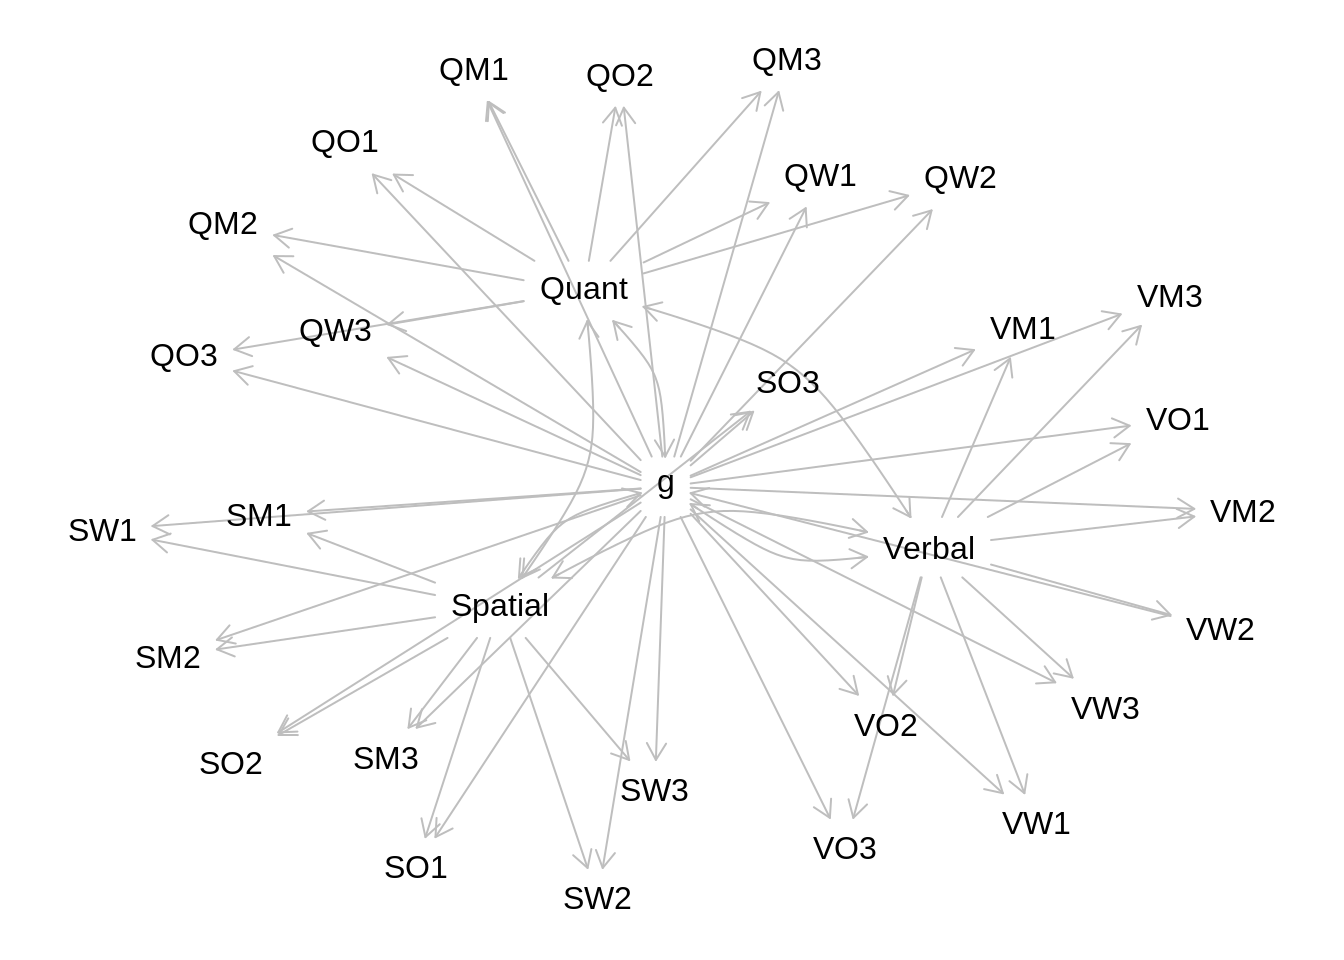 QM3
QM1
QO2
QO1
QW1
QW2
QM2
Quant
VM3
VM1
QW3
QO3
SO3
VO1
g
VM2
SM1
SW1
Verbal
Spatial
VW2
SM2
VW3
VO2
SM3
SO2
SW3
VW1
VO3
SO1
SW2